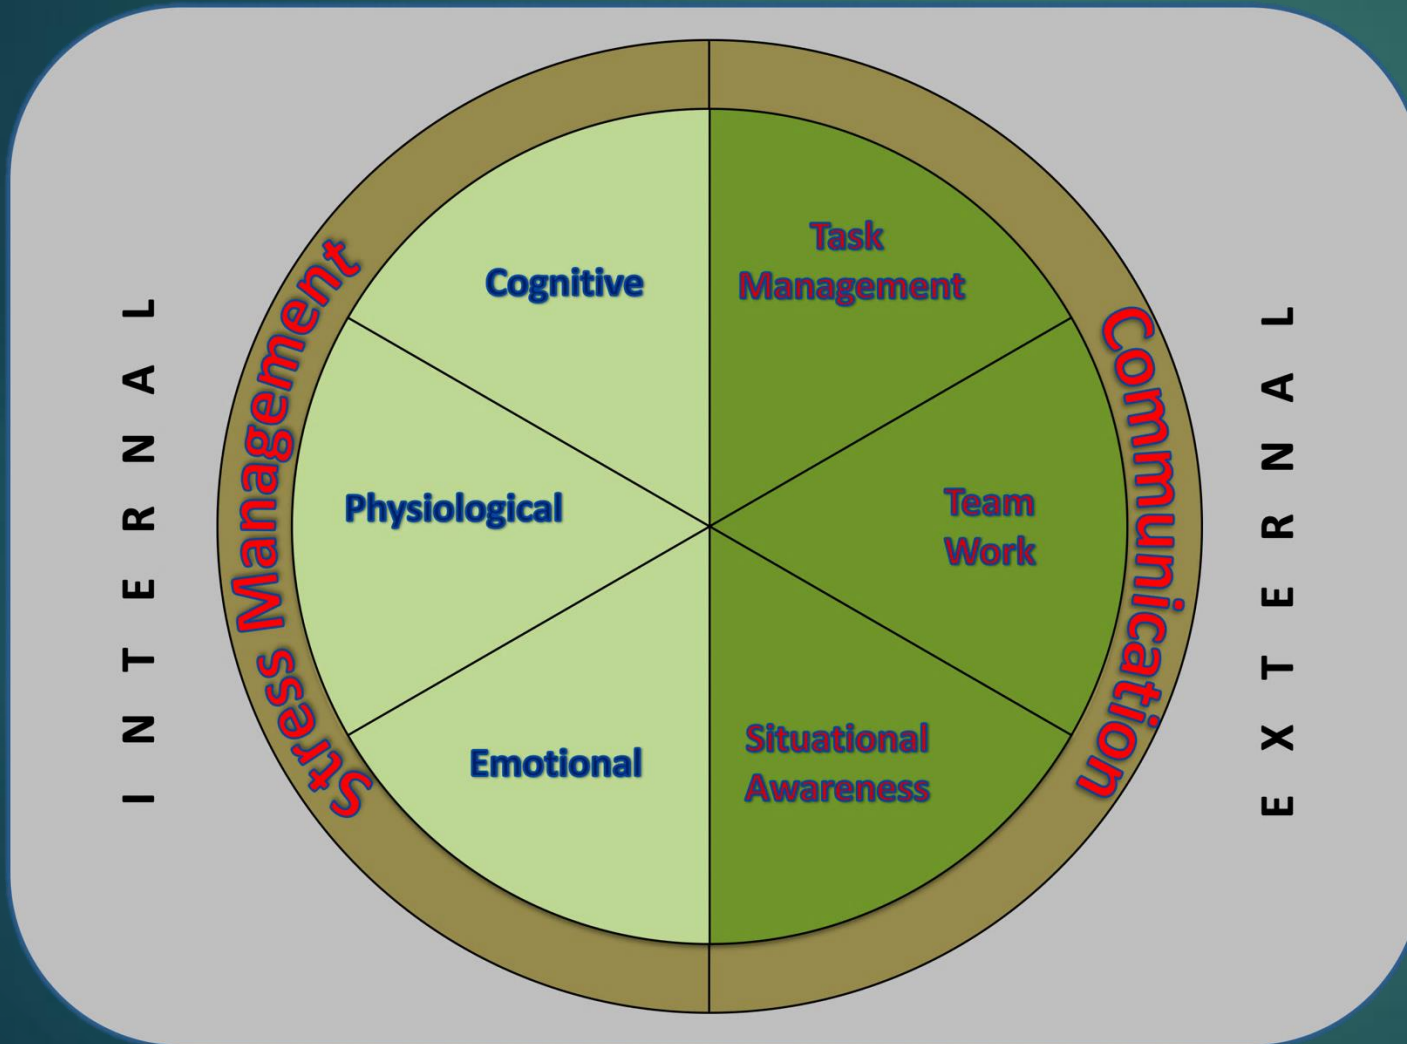 INTERNAL
Stress Management
Cognitive
Physiological
Emotional
Task
Management
Team
Work
Situational
Awareness
Communication
EXTERNAL